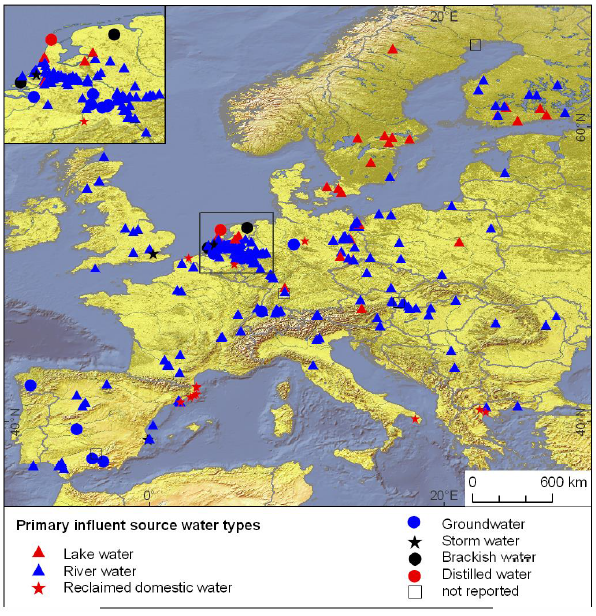 20°E
60°N
40°N
40°N
0°
20°E
0 600 km
Primary influent source water types
Lake water
River water
Reclaimed domestic water
Groundwater
Storm water
Brackish water
Distilled water
not reported